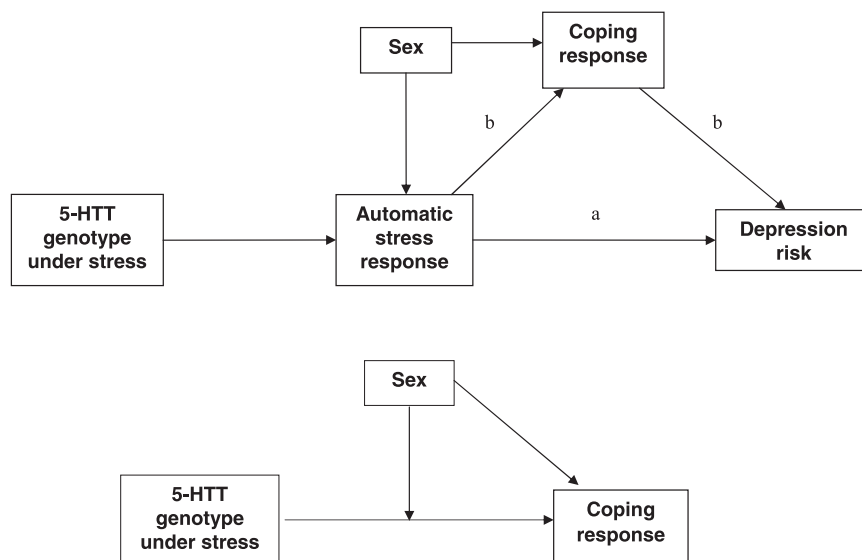 Sex
Coping
response
b
b
5-HTT
genotype
under stress
Automatic
stress
response
a
Depression
risk
Sex
5-HTT
genotype
under stress
Coping
response